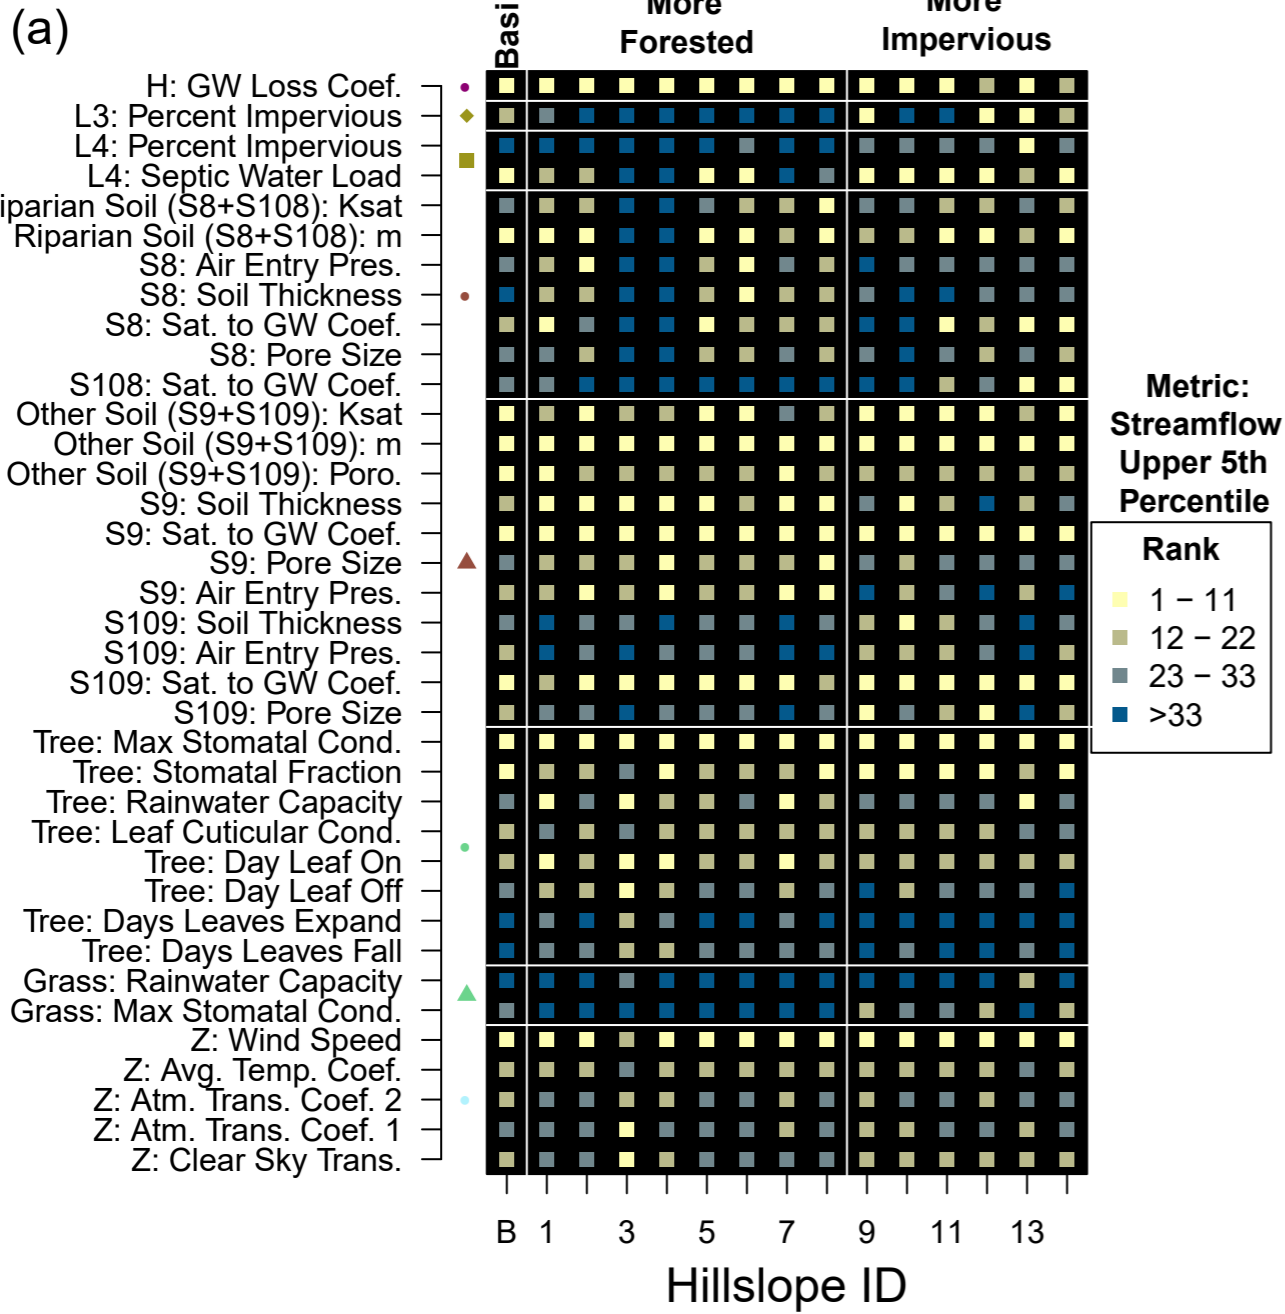 (a)
Basi
More
Forested
More
Impervious
H: GW Loss Coef.
L3: Percent Impervious
L4: Percent Impervious
L4: Septic Water Load
iparian Soil (S8+S108): Ksat
Riparian Soil (S8+S108): m
S8: Air Entry Pres.
S8: Soil Thickness
S8: Sat. to GW Coef.
S8: Pore Size
S108: Sat. to GW Coef.
Other Soil (S9+S109): Ksat
Other Soil (S9+S109): m
Other Soil (S9+S109): Poro.
S9: Soil Thickness
S9: Sat. to GW Coef.
S9: Pore Size
S9: Air Entry Pres.
S109: Soil Thickness
S109: Air Entry Pres.
S109: Sat. to GW Coef.
S109: Pore Size
Tree: Max Stomatal Cond.
Tree: Stomatal Fraction
Tree: Rainwater Capacity
Tree: Leaf Cuticular Cond.
Tree: Day Leaf On
Tree: Day Leaf Off
Tree: Days Leaves Expand
Tree: Days Leaves Fall
Grass: Rainwater Capacity
Grass: Max Stomatal Cond.
Z: Wind Speed
Z: Avg. Temp. Coef.
Z: Atm. Trans. Coef. 2
Z: Atm. Trans. Coef. 1
Z: Clear Sky Trans.
B 1 3 5 7 9 11 13
Hillslope ID
Metric:
Streamflow
Upper 5th
Percentile
Rank
1 − 11
12 − 22
23 − 33
>33